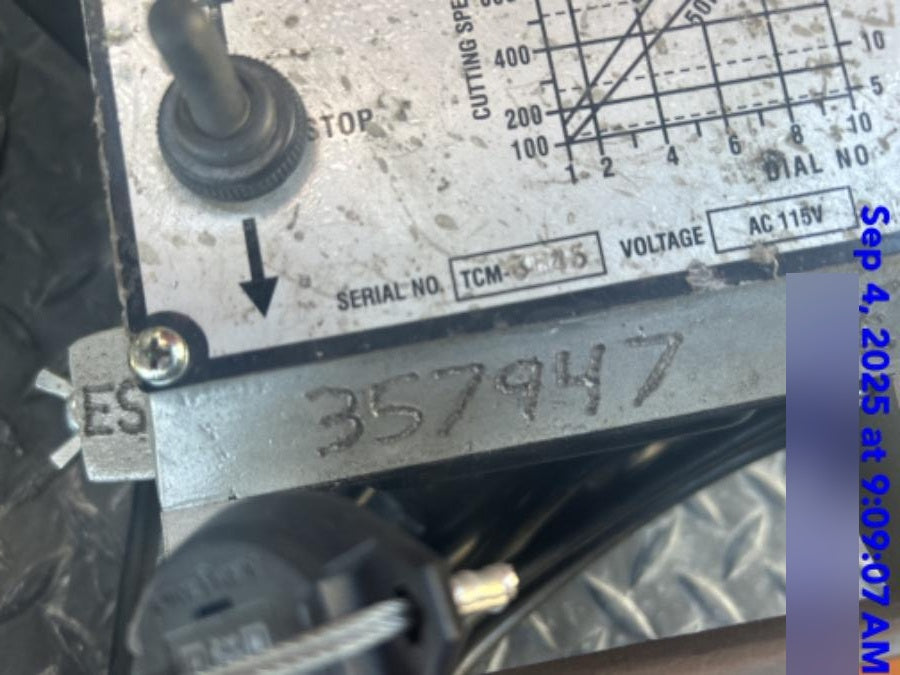 STOP
CUTTING SPE
400
200
100
1 2 4 6 8 10
10
5
DIAL NO
SERIAL NO. TCM-
VOLTAGE AC 115V
ES
357947
Sep 4, 2025 at 9:09:07 AM